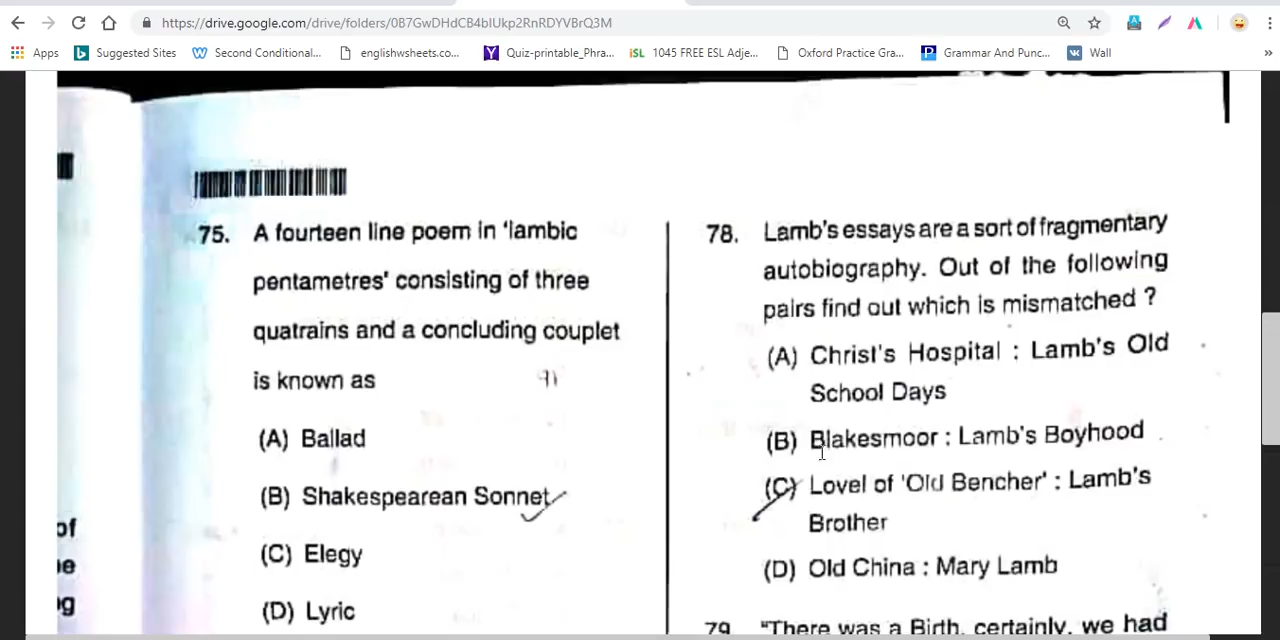 https://drive.google.com/drive/folders/0B7GwDHdCB4bIUkp2RnRDYVBrQ3M
Apps Suggested Sites Second Conditional... englishwsheets.co... Quiz-printable_Phra... iSL 1045 FREE ESL Adje... Oxford Practice Gra... Grammar And Punc... Wall »
75. A fourteen line poem in 'Iambic
pentametres' consisting of three
quatrains and a concluding couplet
is known as
(A) Ballad
(B) Shakespearean Sonnet
(C) Elegy
(D) Lyric
of
78. Lamb's essays are a sort of fragmentary
autobiography. Out of the following
pairs find out which is mismatched ?
(A) Christ's Hospital : Lamb's Old
School Days
(B) Blakesmoor : Lamb's Boyhood
(C) Lovel of 'Old Bencher' : Lamb's
Brother
(D) Old China : Mary Lamb
79. "There was a Birth, certainly, we had